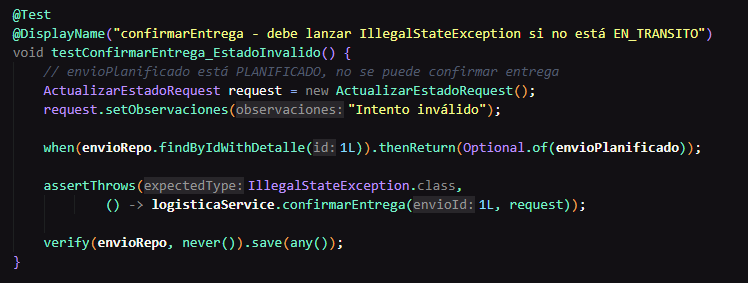 @Test
@DisplayName("confirmarEntrega - debe lanzar IllegalStateException si no está EN_TRANSITO")
void testConfirmarEntrega_EstadoInvalido() {
// envioPlanificado está PLANIFICADO, no se puede confirmar entrega
ActualizarEstadoRequest request = new ActualizarEstadoRequest();
request.setObservaciones(observaciones: "Intento inválido");
when(envioRepo.findByIdWithDetalle(id: 1L)).thenReturn(Optional.of(envioPlanificado));
assertThrows(expectedType: IllegalStateException.class,
() -> logisticaService.confirmarEntrega(envioId: 1L, request));
verify(envioRepo, never()).save(any());
}